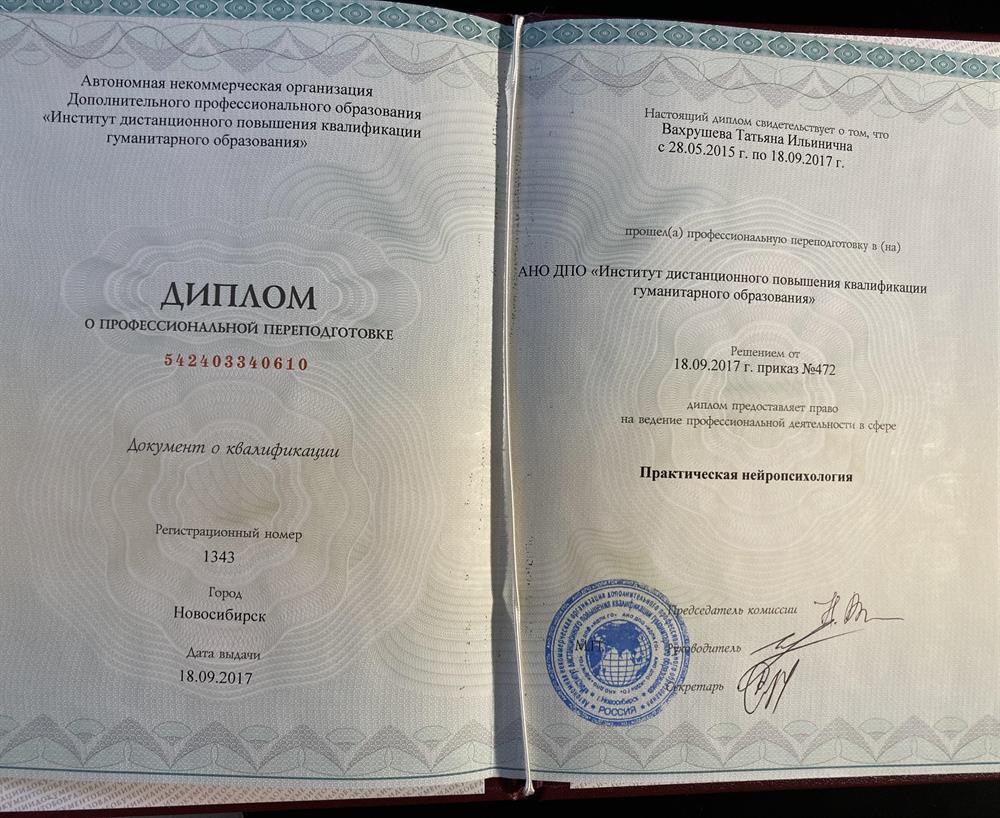 Автономная некоммерческая организация
Дополнительного профессионального образования
«Институт дистанционного повышения квалификации
гуманитарного образования»
ДИПЛОМ
О ПРОФЕССИОНАЛЬНОЙ ПЕРЕПОДГОТОВКЕ
542403340610
Документ о квалификации
Регистрационный номер
1343
Город
Новосибирск
Дата выдачи
18.09.2017
Настоящий диплом свидетельствует о том, что
Вахрушева Татьяна Ильинична
с 28.05.2015 г. по 18.09.2017 г.
прошел(а) профессиональную переподготовку в (на)
АНО ДПО «Институт дистанционного повышения квалификации
гуманитарного образования»
Решением от
18.09.2017 г. приказ №472
диплом предоставляет право
на ведение профессиональной деятельности в сфере
Практическая нейропсихология
Председатель комиссии
М.П.
Руководитель
Секретарь
г.Новосибирск
РОССИЯ